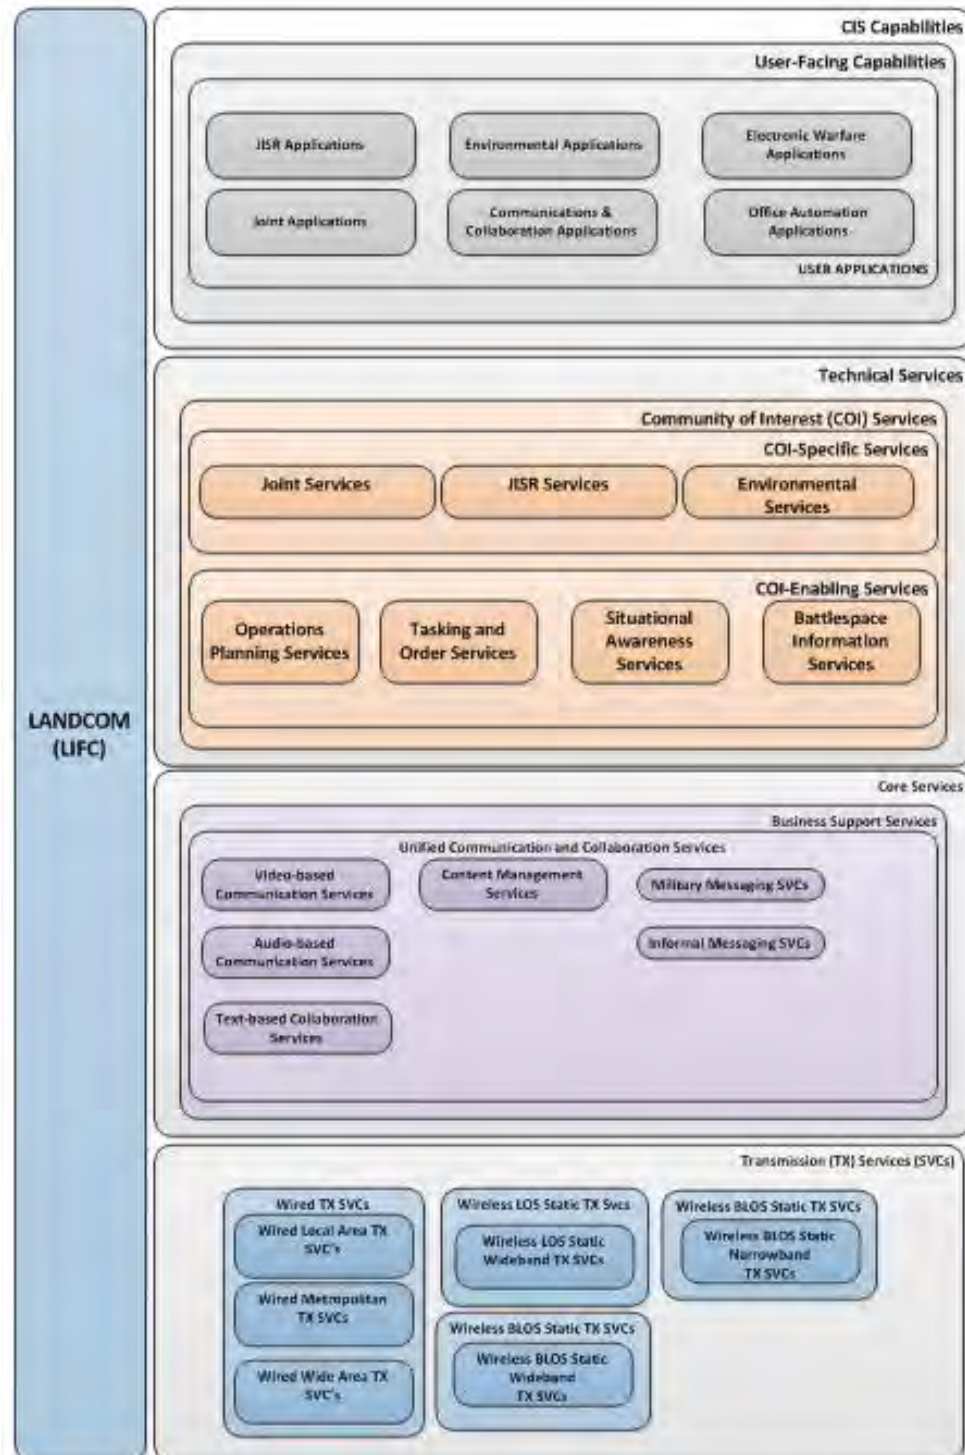 LANDCOM
(LIFC)
CIS Capabilities
User-Facing Capabilities
JISR Applications
Environmental Applications
Electronic Warfare
Applications
Joint Applications
Communications &
Collaboration Applications
Office Automation
Applications
USER APPLICATIONS
Technical Services
Community of Interest (COI) Services
COI-Specific Services
Joint Services
JISR Services
Environmental
Services
COI-Enabling Services
Operations
Planning Services
Tasking and
Order Services
Situational
Awareness
Services
Battlespace
Information
Services
Core Services
Business Support Services
Unified Communication and Collaboration Services
Video-based
Communication Services
Content Management
Services
Military Messaging SVCs
Audio-based
Communication Services
Informal Messaging SVCs
Text-based Collaboration
Services
Transmission (TX) Services (SVCs)
Wired TX SVCs
Wired Local Area TX
SVC's
Wired Metropolitan
TX SVCs
Wired Wide Area TX
SVC's
Wireless LOS Static TX Svcs
Wireless LOS Static
Wideband TX SVCs
Wireless BLOS Static TX SVCs
Wireless BLOS Static
Wideband
TX SVCs
Wireless BLOS Static TX SVCs
Wireless BLOS Static
Narrowband
TX SVCs